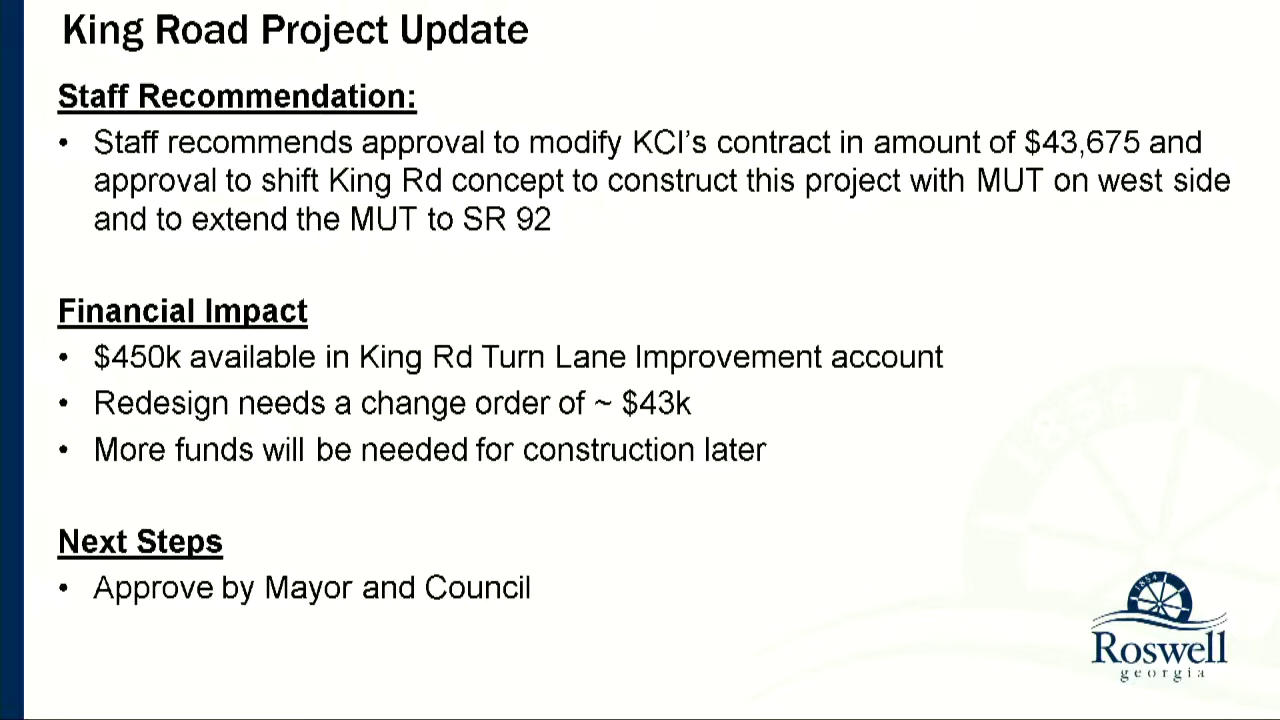 King Road Project Update
Staff Recommendation:
• Staff recommends approval to modify KCI's contract in amount of $43,675 and
approval to shift King Rd concept to construct this project with MUT on west side
and to extend the MUT to SR 92
Financial Impact
• $450k available in King Rd Turn Lane Improvement account
• Redesign needs a change order of ~ $43k
• More funds will be needed for construction later
Next Steps
• Approve by Mayor and Council
1854
Roswell
georgia